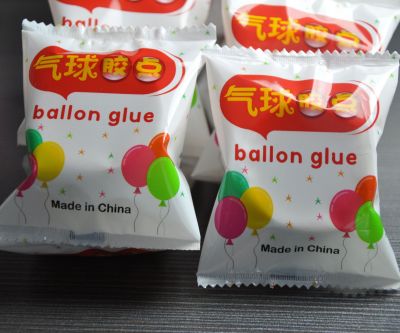 气球胶点
ballon glue
Made in China
气球胶点
ballon glue
Made in China